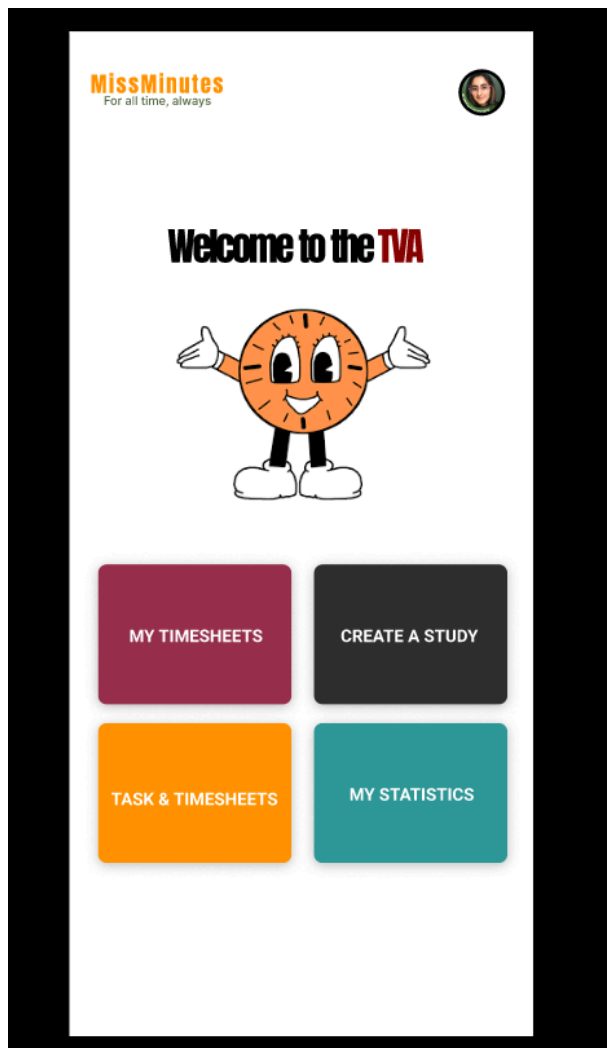 MissMinutes
For all time, always
Welcome to the TVA
MY TIMESHEETS
CREATE A STUDY
TASK & TIMESHEETS
MY STATISTICS